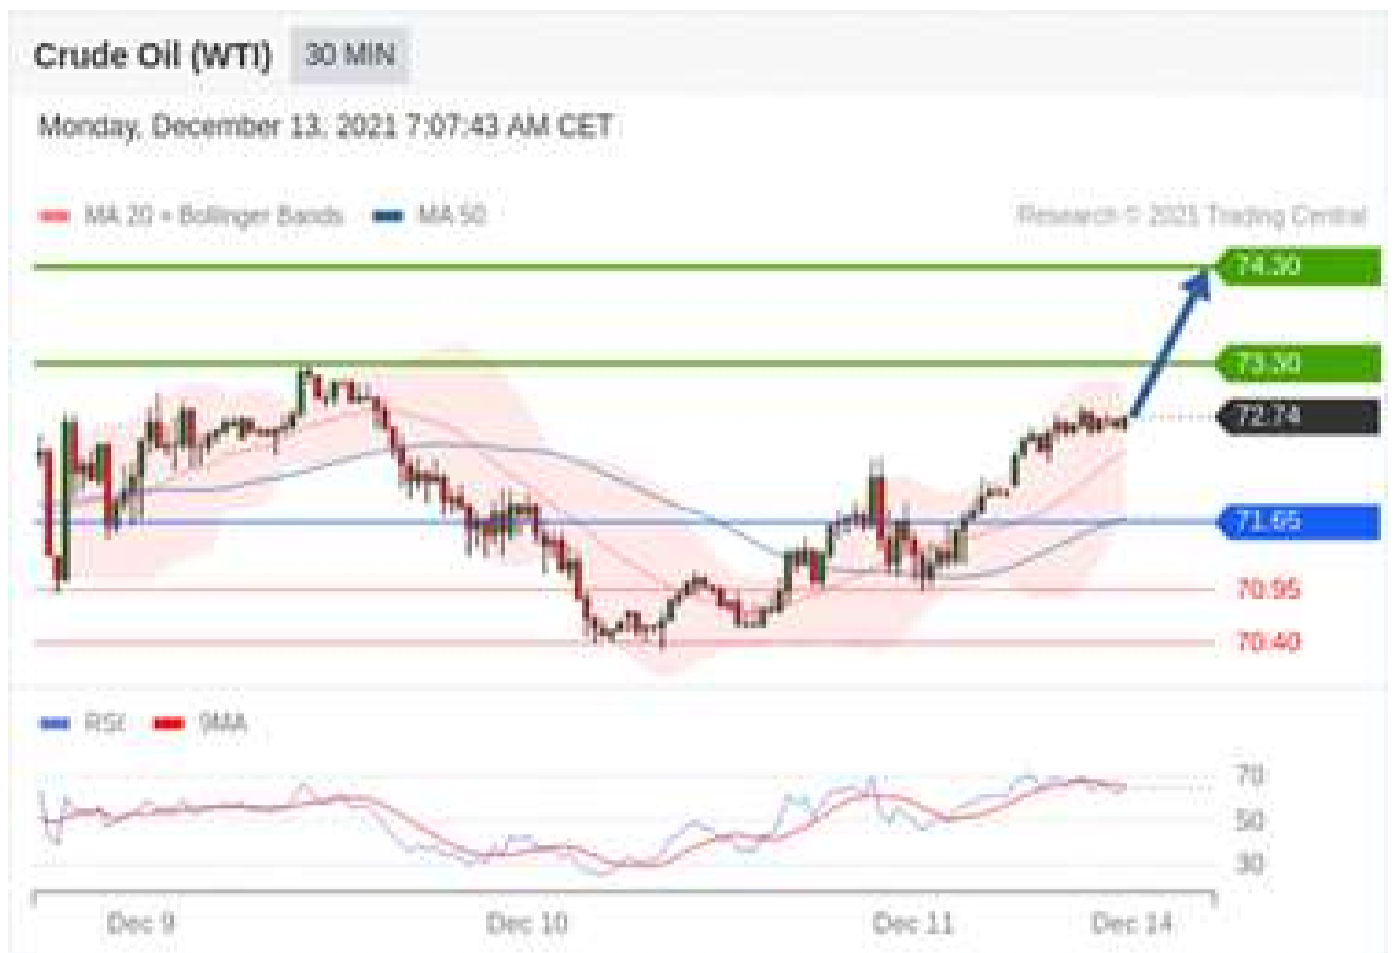 Crude Oil (WTI) 30 MIN
Monday, December 13, 2021 7:07:43 AM CET
MA 20 + Bollinger Bands MA 50 Research © 2021 Trading Central
74.30
73.30
72.74
71.65
70.95
70.40
RSI 9MA
70
50
30
Dec 9 Dec 10 Dec 11 Dec 14